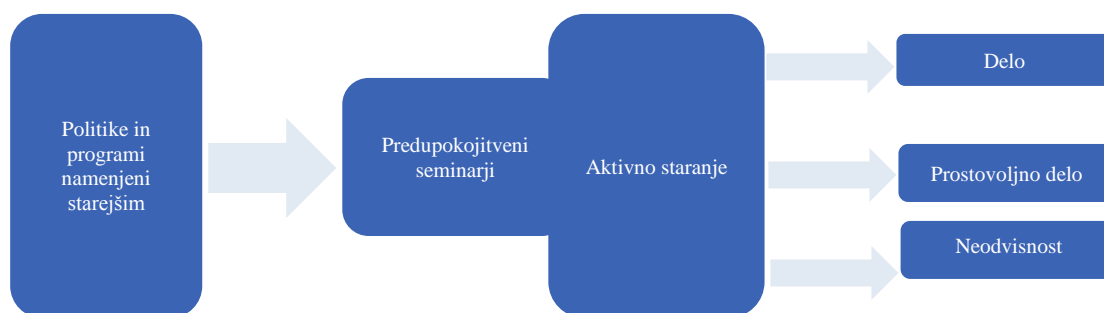 Politike in
programi
namenjeni
starejšim
Predupokojitveni
seminarji
Aktivno staranje
Delo
Prostovoljno delo
Neodvisnost